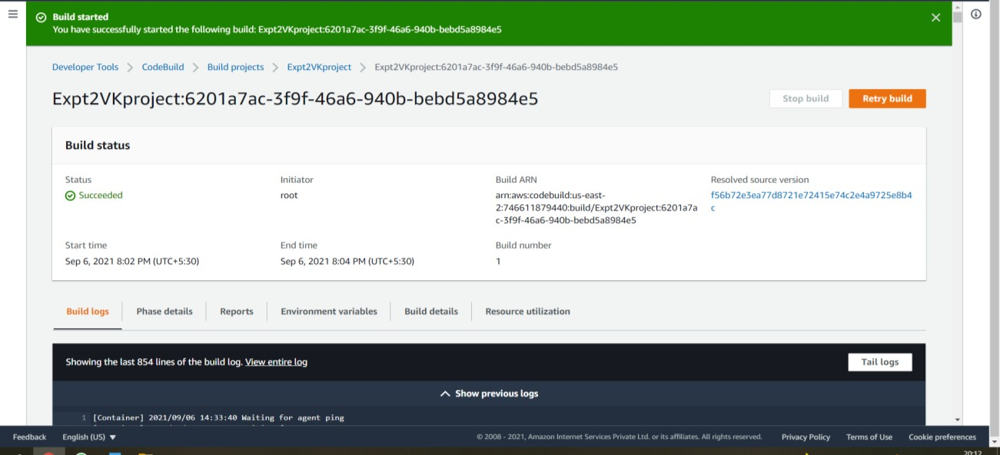 Build started
You have successfully started the following build: Expt2VKproject:6201a7ac-3f9f-46a6-940b-bebd5a8984e5
Developer Tools > CodeBuild > Build projects > Expt2VKproject > Expt2VKproject:6201a7ac-3f9f-46a6-940b-bebd5a8984e5
Expt2VKproject:6201a7ac-3f9f-46a6-940b-bebd5a8984e5
Stop build
Retry build
Build status
Status
Succeeded
Initiator
root
Build ARN
arn:aws:codebuild:us-east-
2:746611879440:build/Expt2VKproject:6201a7a
c-3f9f-46a6-940b-bebd5a8984e5
Resolved source version
f56b72e3ea77d8721e72415e74c2e4a9725e8b4
c
Start time
Sep 6, 2021 8:02 PM (UTC+5:30)
End time
Sep 6, 2021 8:04 PM (UTC+5:30)
Build number
1
Build logs
Phase details
Reports
Environment variables
Build details
Resource utilization
Showing the last 854 lines of the build log. View entire log
Tail logs
Show previous logs
1 [Container] 2021/09/06 14:33:40 Waiting for agent ping
Feedback
English (US)
© 2008 - 2021, Amazon Internet Services Private Ltd. or its affiliates. All rights reserved.
Privacy Policy
Terms of Use
Cookie preferences
20:12